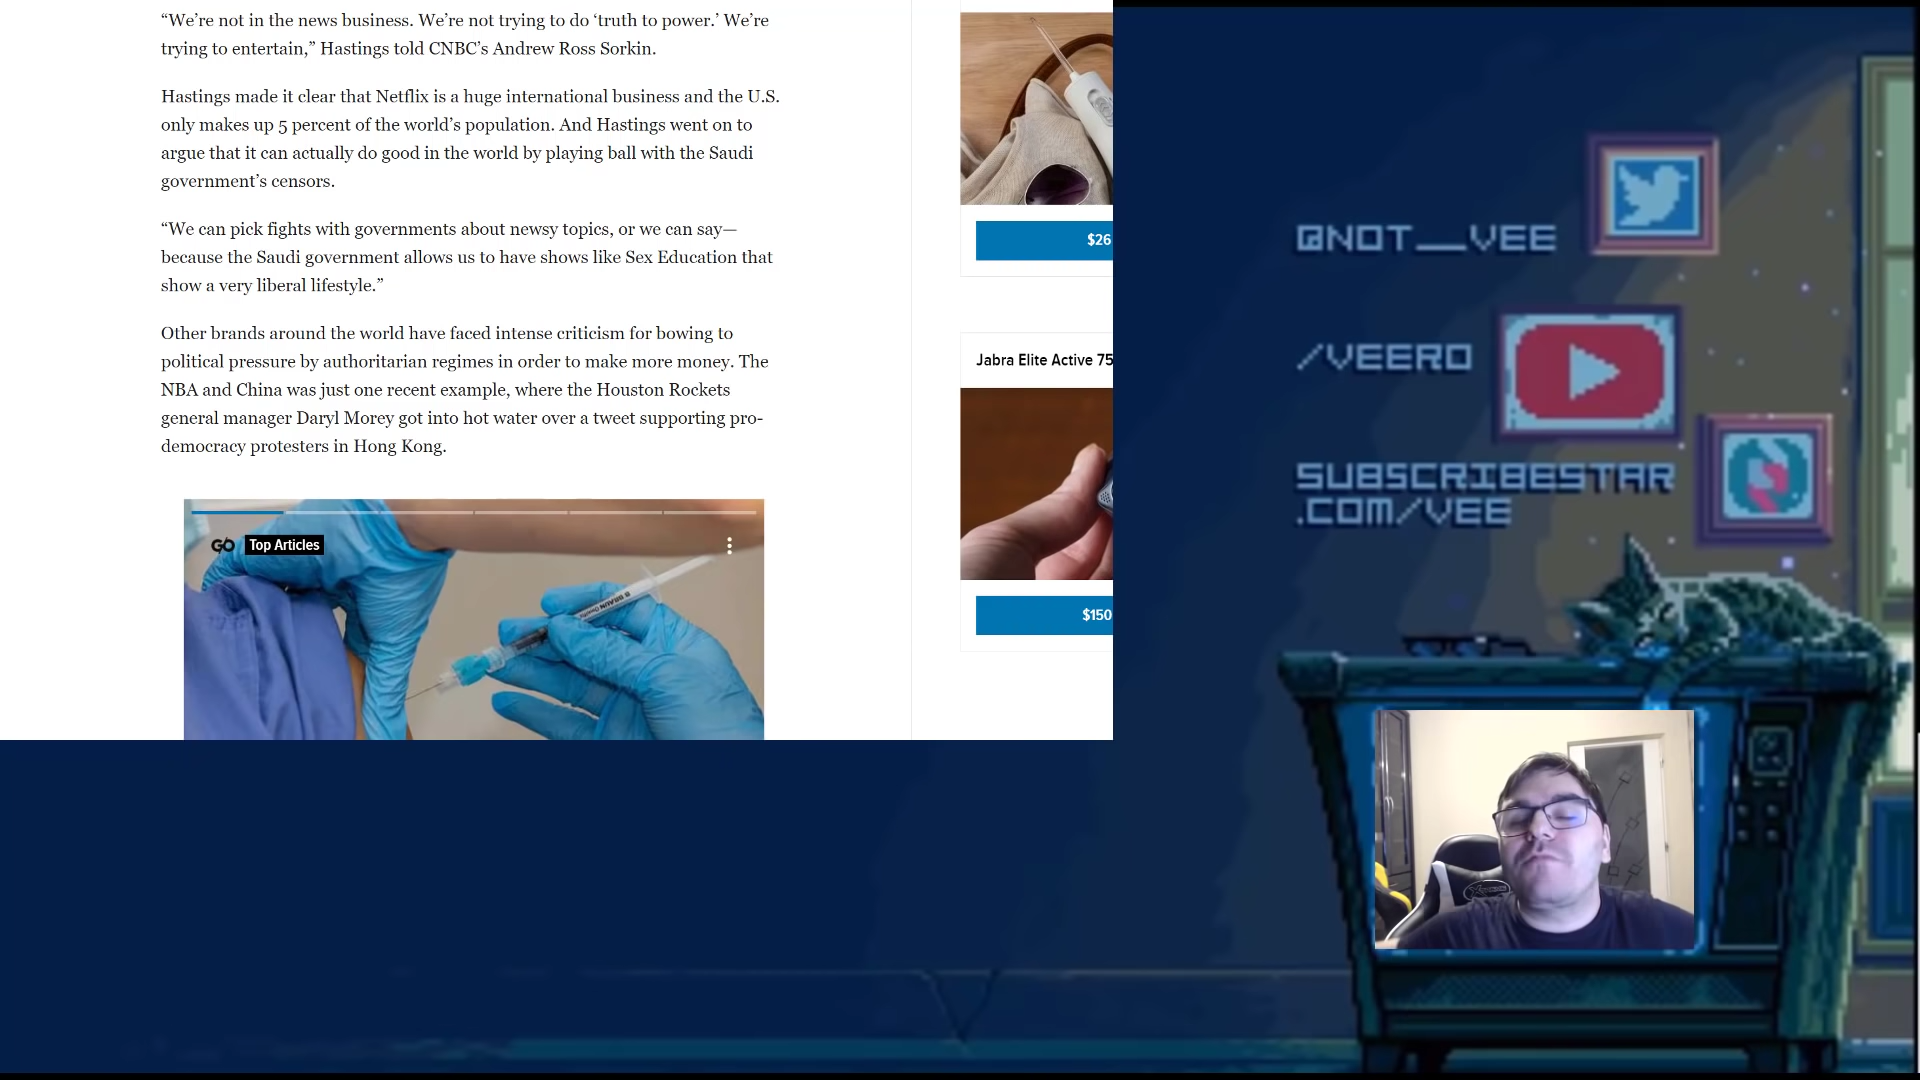 “We’re not in the news business. We’re not trying to do ‘truth to power.’ We’re
trying to entertain,” Hastings told CNBC’s Andrew Ross Sorkin.
Hastings made it clear that Netflix is a huge international business and the U.S.
only makes up 5 percent of the world’s population. And Hastings went on to
argue that it can actually do good in the world by playing ball with the Saudi
government’s censors.
“We can pick fights with governments about newsy topics, or we can say—
because the Saudi government allows us to have shows like Sex Education that
show a very liberal lifestyle.”
Other brands around the world have faced intense criticism for bowing to
political pressure by authoritarian regimes in order to make more money. The
NBA and China was just one recent example, where the Houston Rockets
general manager Daryl Morey got into hot water over a tweet supporting pro-
democracy protesters in Hong Kong.
GO Top Articles
B BRAUN
$26
Jabra Elite Active 75
$150
@NOT__VEE
/VEERO
SUBSCRIBESTAR
.COM/VEE